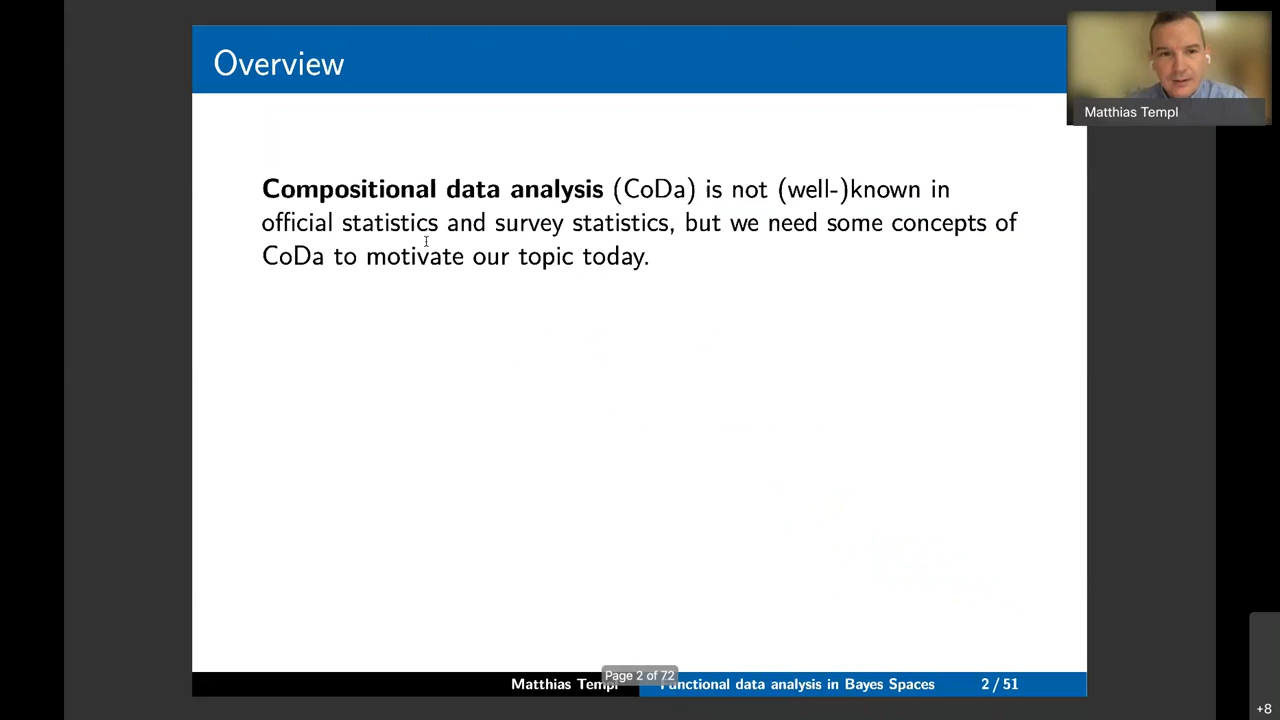 Overview
Matthias Templ
Compositional data analysis (CoDa) is not (well-)known in
official statistics and survey statistics, but we need some concepts of
CoDa to motivate our topic today.
Page 2 of 72
Matthias Templ Functional data analysis in Bayes Spaces 2 / 51
+8